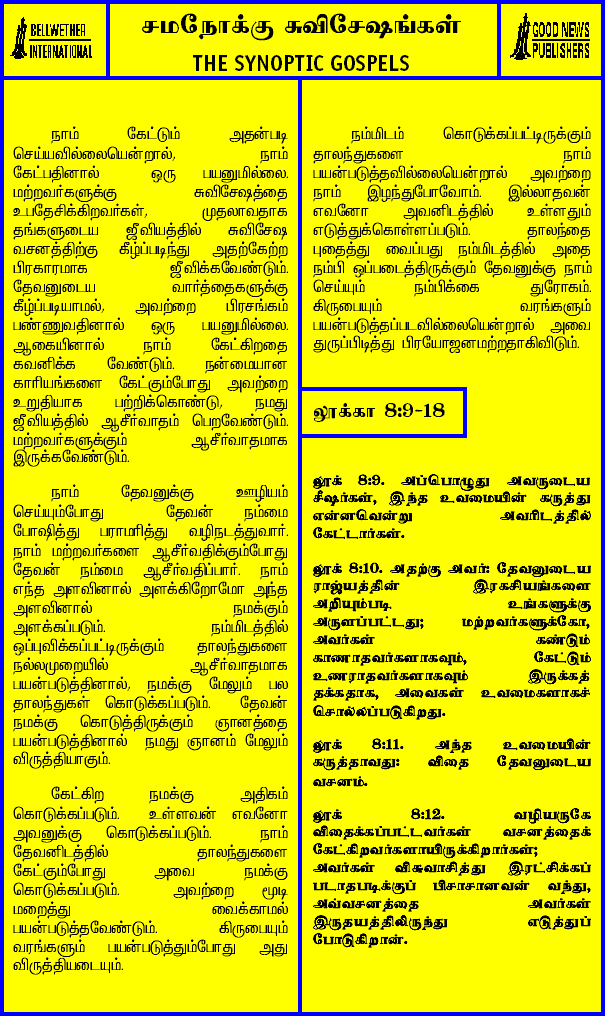 BELLWETHER
INTERNATIONAL
சமநோக்கு சுவிசேஷங்கள்
THE SYNOPTIC GOSPELS
GOOD NEWS
PUBLISHERS
நாம் கேட்டும் அதன்படி
செய்யவில்லையென்றால், நாம்
கேட்பதினால் ஒரு பயனுமில்லை.
மற்றவர்களுக்கு சுவிசேஷத்தை
உபதேசிக்கிறவர்கள், முதலாவதாக
தங்களுடைய ஜீவியத்தில் சுவிசேஷ
வசனத்திற்கு கீழ்ப்படிந்து அதற்கேற்ற
பிரகாரமாக ஜீவிக்கவேண்டும்.
தேவனுடைய வார்த்தைகளுக்கு
கீழ்ப்படியாமல், அவற்றை பிரசங்கம்
பண்ணுவதினால் ஒரு பயனுமில்லை.
ஆகையினால் நாம் கேட்கிறதை
கவனிக்க வேண்டும். நன்மையான
காரியங்களை கேட்கும்போது அவற்றை
உறுதியாக பற்றிக்கொண்டு, நமது
ஜீவியத்தில் ஆசீர்வாதம் பெறவேண்டும்.
மற்றவர்களுக்கும் ஆசீர்வாதமாக
இருக்கவேண்டும்.
நாம் தேவனுக்கு ஊழியம்
செய்யும்போது தேவன் நம்மை
போஷித்து பராமரித்து வழிநடத்துவார்.
நாம் மற்றவர்களை ஆசீர்வதிக்கும்போது
தேவன் நம்மை ஆசீர்வதிப்பார். நாம்
எந்த அளவினால் அளக்கிறோமோ அந்த
அளவினால் நமக்கும்
அளக்கப்படும். நம்மிடத்தில்
ஒப்புவிக்கப்பட்டிருக்கும் தாலந்துகளை
நல்லமுறையில் ஆசீர்வாதமாக
பயன்படுத்தினால், நமக்கு மேலும் பல
தாலந்துகள் கொடுக்கப்படும். தேவன்
நமக்கு கொடுத்திருக்கும் ஞானத்தை
பயன்படுத்தினால் நமது ஞானம் மேலும்
விருத்தியாகும்.
கேட்கிற நமக்கு அதிகம்
கொடுக்கப்படும். உள்ளவன் எவனோ
அவனுக்கு கொடுக்கப்படும். நாம்
தேவனிடத்தில் தாலந்துகளை
கேட்கும்போது அவை நமக்கு
கொடுக்கப்படும். அவற்றை மூடி
மறைத்து வைக்காமல்
பயன்படுத்தவேண்டும். கிருபையும்
வரங்களும் பயன்படுத்தும்போது அது
விருத்தியடையும்.
நம்மிடம் கொடுக்கப்பட்டிருக்கும்
தாலந்துகளை நாம்
பயன்படுத்தவில்லையென்றால் அவற்றை
நாம் இழந்துபோவோம். இல்லாதவன்
எவனோ அவனிடத்தில் உள்ளதும்
எடுத்துக்கொள்ளப்படும். தாலந்தை
புதைத்து வைப்பது நம்மிடத்தில் அதை
நம்பி ஒப்படைத்திருக்கும் தேவனுக்கு நாம்
செய்யும் நம்பிக்கை துரோகம்.
கிருபையும் வரங்களும்
பயன்படுத்தப்படவில்லையென்றால் அவை
துருப்பிடித்து பிரயோஜனமற்றதாகிவிடும்.
லூக்கா 8:9-18
லூக் 8:9. அப்பொழுது அவருடைய
சீஷர்கள், இந்த உவமையின் கருத்து
என்னவென்று அவரிடத்தில்
கேட்டார்கள்.
லூக் 8:10. அதற்கு அவர்: தேவனுடைய
ராஜ்யத்தின் இரகசியங்களை
அறியும்படி உங்களுக்கு
அருளப்பட்டது; மற்றவர்களுக்கோ,
அவர்கள் கண்டும்
காணாதவர்களாகவும், கேட்டும்
உணராதவர்களாகவும் இருக்கத்
தக்கதாக, அவைகள் உவமைகளாகச்
சொல்லப்படுகிறது.
லூக் 8:11. அந்த உவமையின்
கருத்தாவது: விதை தேவனுடைய
வசனம்.
லூக் 8:12. வழியருகே
விதைக்கப்பட்டவர்கள் வசனத்தைக்
கேட்கிறவர்களாயிருக்கிறார்கள்;
அவர்கள் விசுவாசித்து இரட்சிக்கப்
படாதபடிக்குப் பிசாசானவன் வந்து,
அவ்வசனத்தை அவர்கள்
இருதயத்திலிருந்து எடுத்துப்
போடுகிறான்.